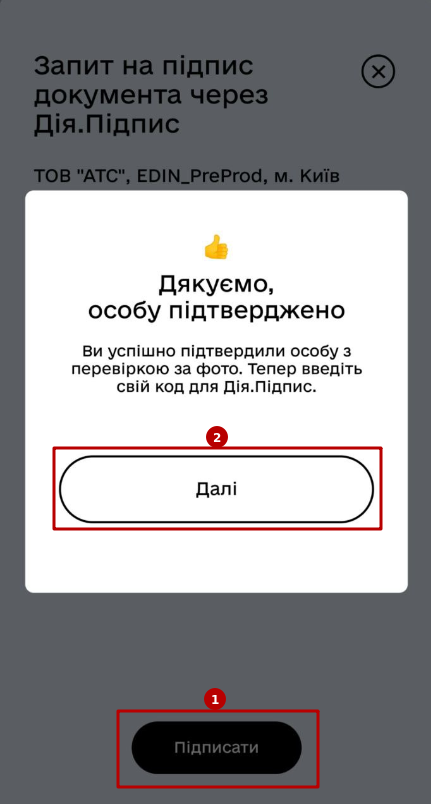 Запит на підпис
документа через
Дія.Підпис
ТОВ "АТС", EDIN_PreProd, м. Київ
Дякуємо,
особу підтверджено
Ви успішно підтвердили особу з
перевіркою за фото. Тепер введіть
свій код для Дія.Підпис.
2
Далі
1
Підписати